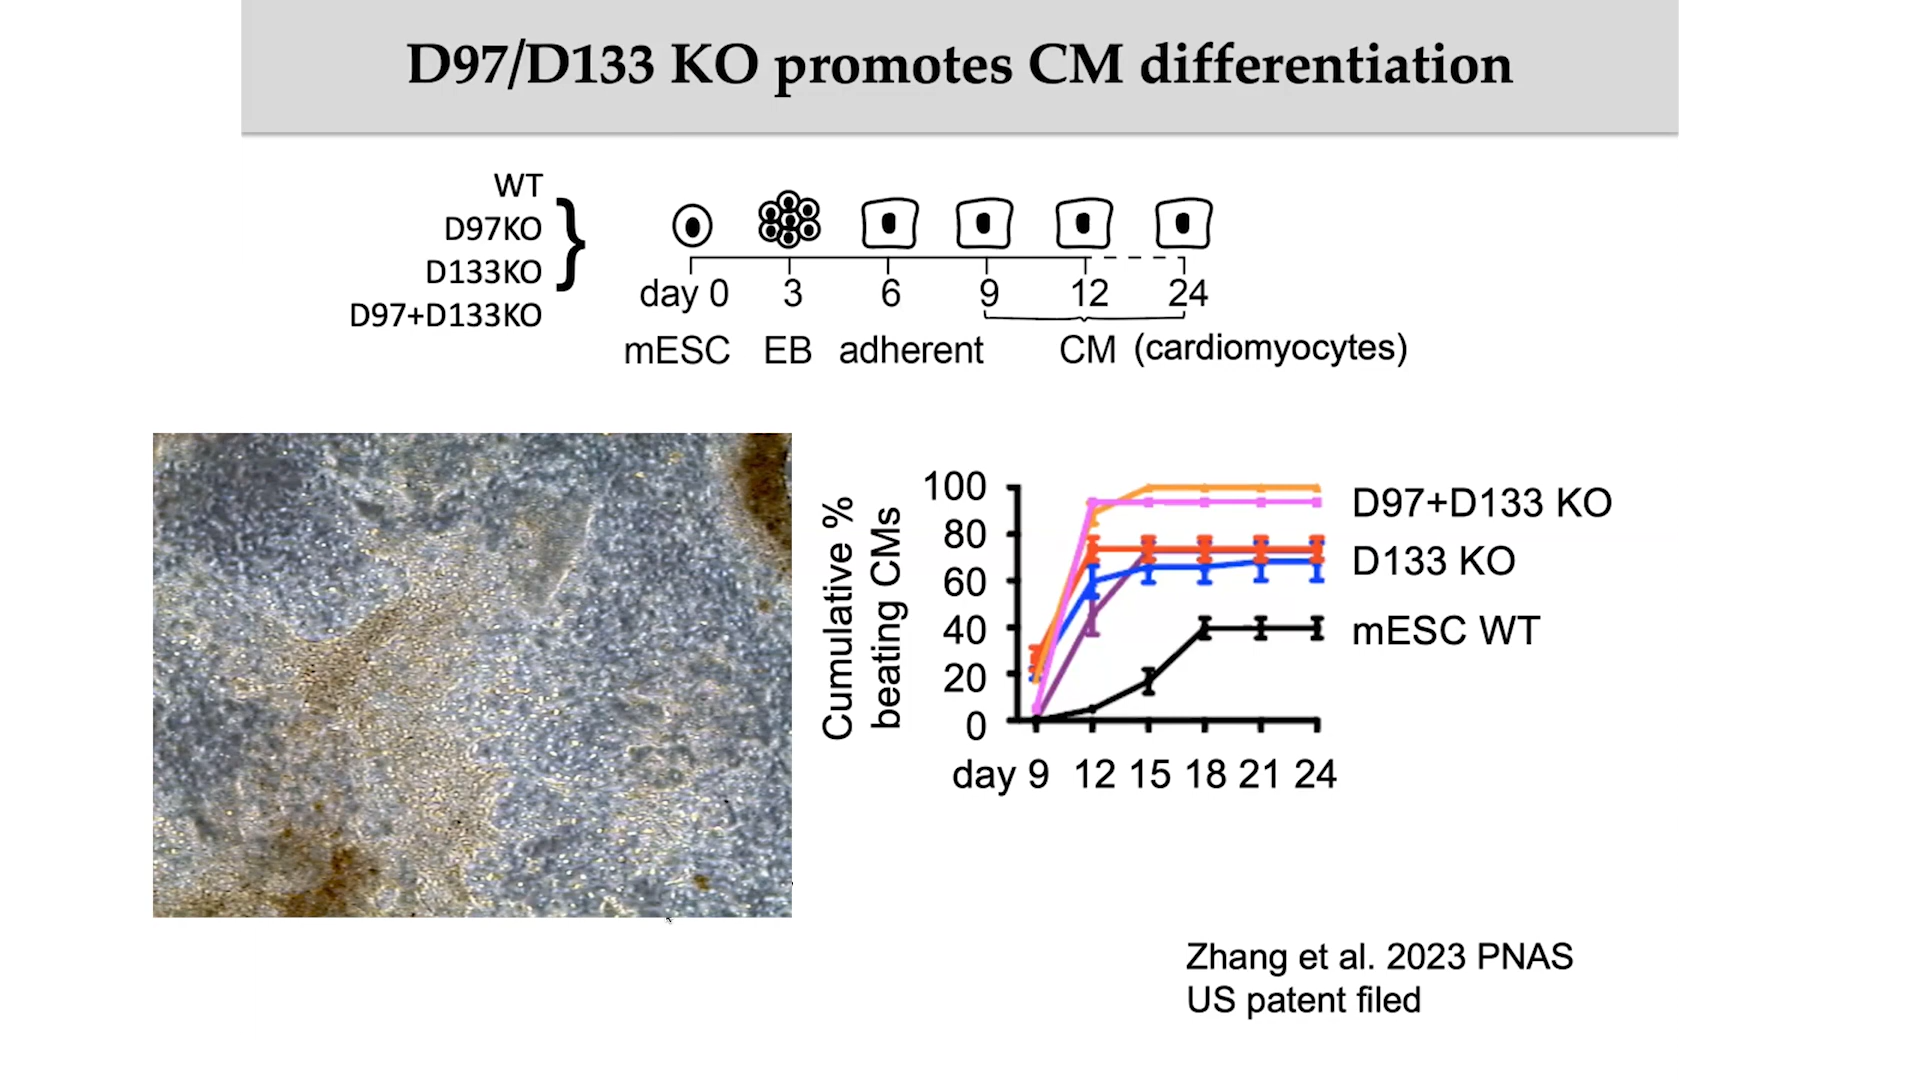 D97/D133 KO promotes CM differentiation
WT
D97KO
D133KO
D97+D133KO
day 0 3 6 9 12 24
mESC EB adherent CM (cardiomyocytes)
Cumulative %
beating CMs
100
80
60
40
20
0
day 9 12 15 18 21 24
D97+D133 KO
D133 KO
mESC WT
Zhang et al. 2023 PNAS
US patent filed